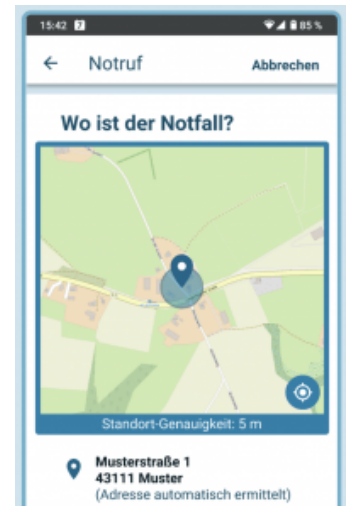 15:42 7 85 %
← Notruf Abbrechen
Wo ist der Notfall?
Standort-Genauigkeit: 5 m
Musterstraße 1
43111 Muster
(Adresse automatisch ermittelt)